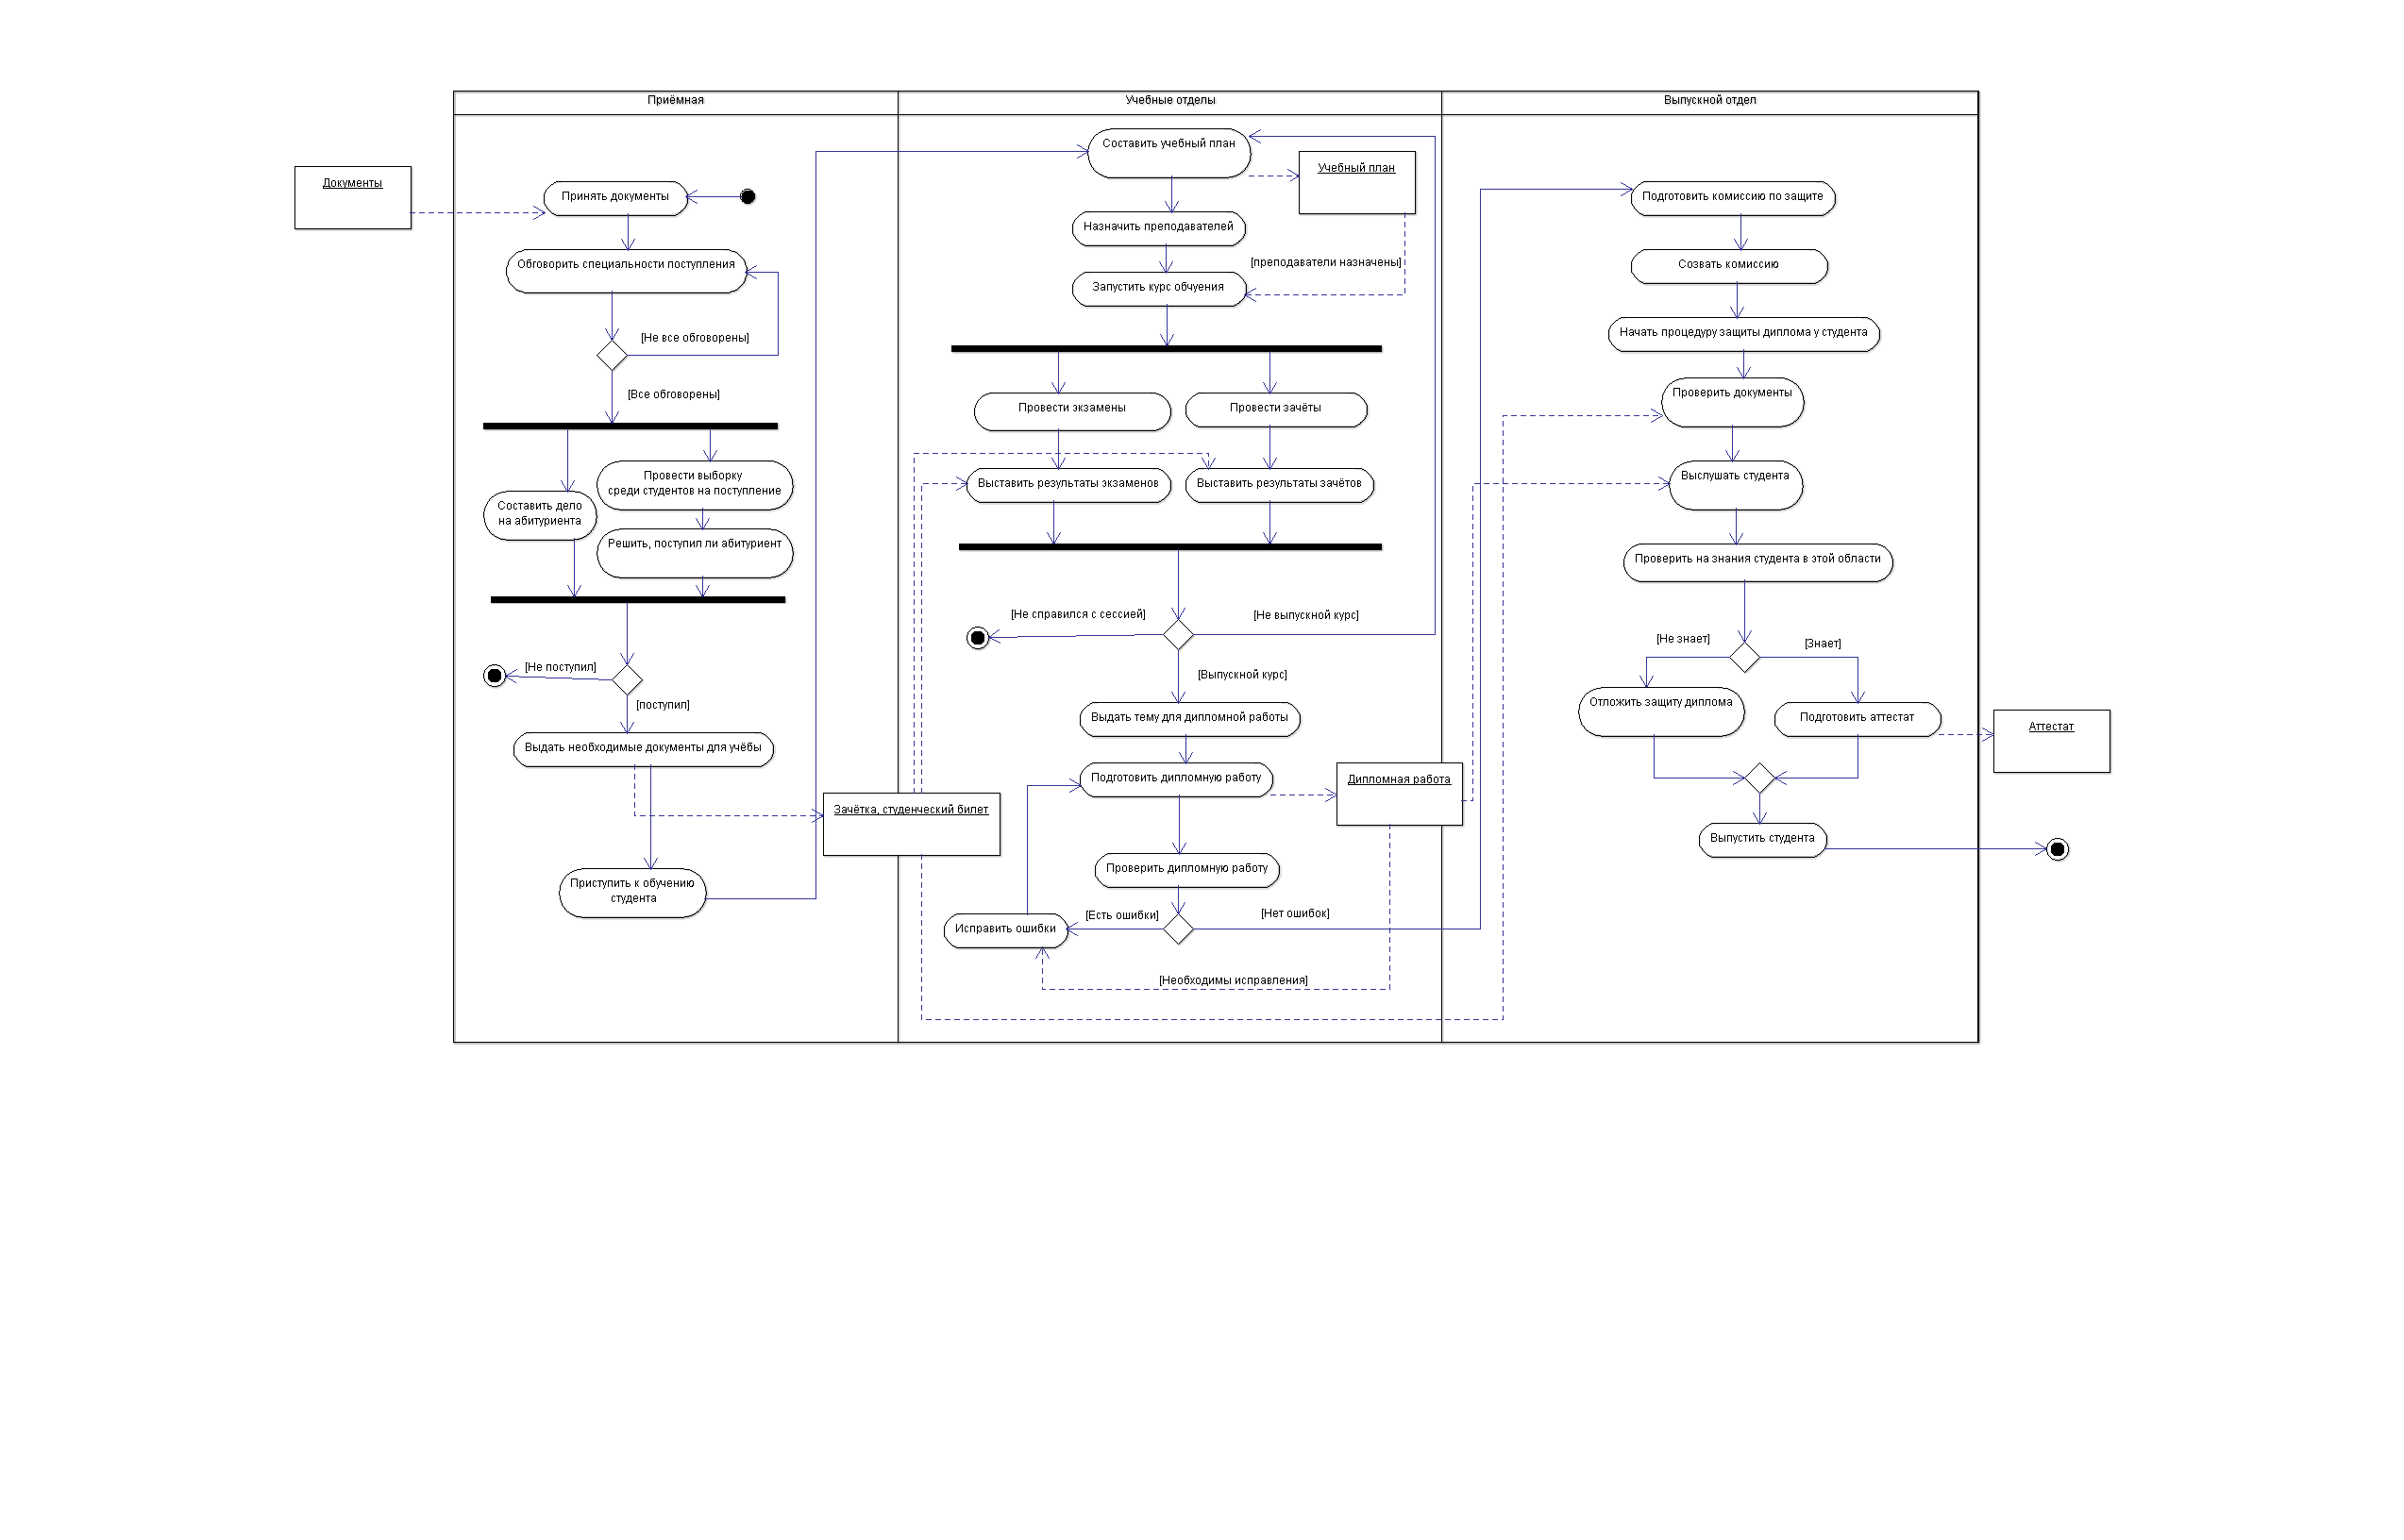 Приёмная
Учебные отделы
Выпускной отдел
Документы
Принять документы
Обговорить специальности поступления
[Не все обговорены]
[Все обговорены]
Провести выборку
среди студентов на поступление
Составить дело
на абитуриента
Решить, поступил ли абитуриент
[Не поступил]
[поступил]
Выдать необходимые документы для учёбы
Зачётка, студенческий билет
Приступить к обучению
студента
Составить учебный план
Учебный план
Назначить преподавателей
[преподаватели назначены]
Запустить курс обчуения
Провести экзамены
Провести зачёты
Выставить результаты экзаменов
Выставить результаты зачётов
[Не справился с сессией]
[Не выпускной курс]
[Выпускной курс]
Выдать тему для дипломной работы
Подготовить дипломную работу
Дипломная работа
Проверить дипломную работу
[Есть ошибки]
[Нет ошибок]
Исправить ошибки
[Необходимы исправления]
Подготовить комиссию по защите
Созвать комиссию
Начать процедуру защиты диплома у студента
Проверить документы
Выслушать студента
Проверить на знания студента в этой области
[Не знает]
[Знает]
Отложить защиту диплома
Подготовить аттестат
Аттестат
Выпустить студента